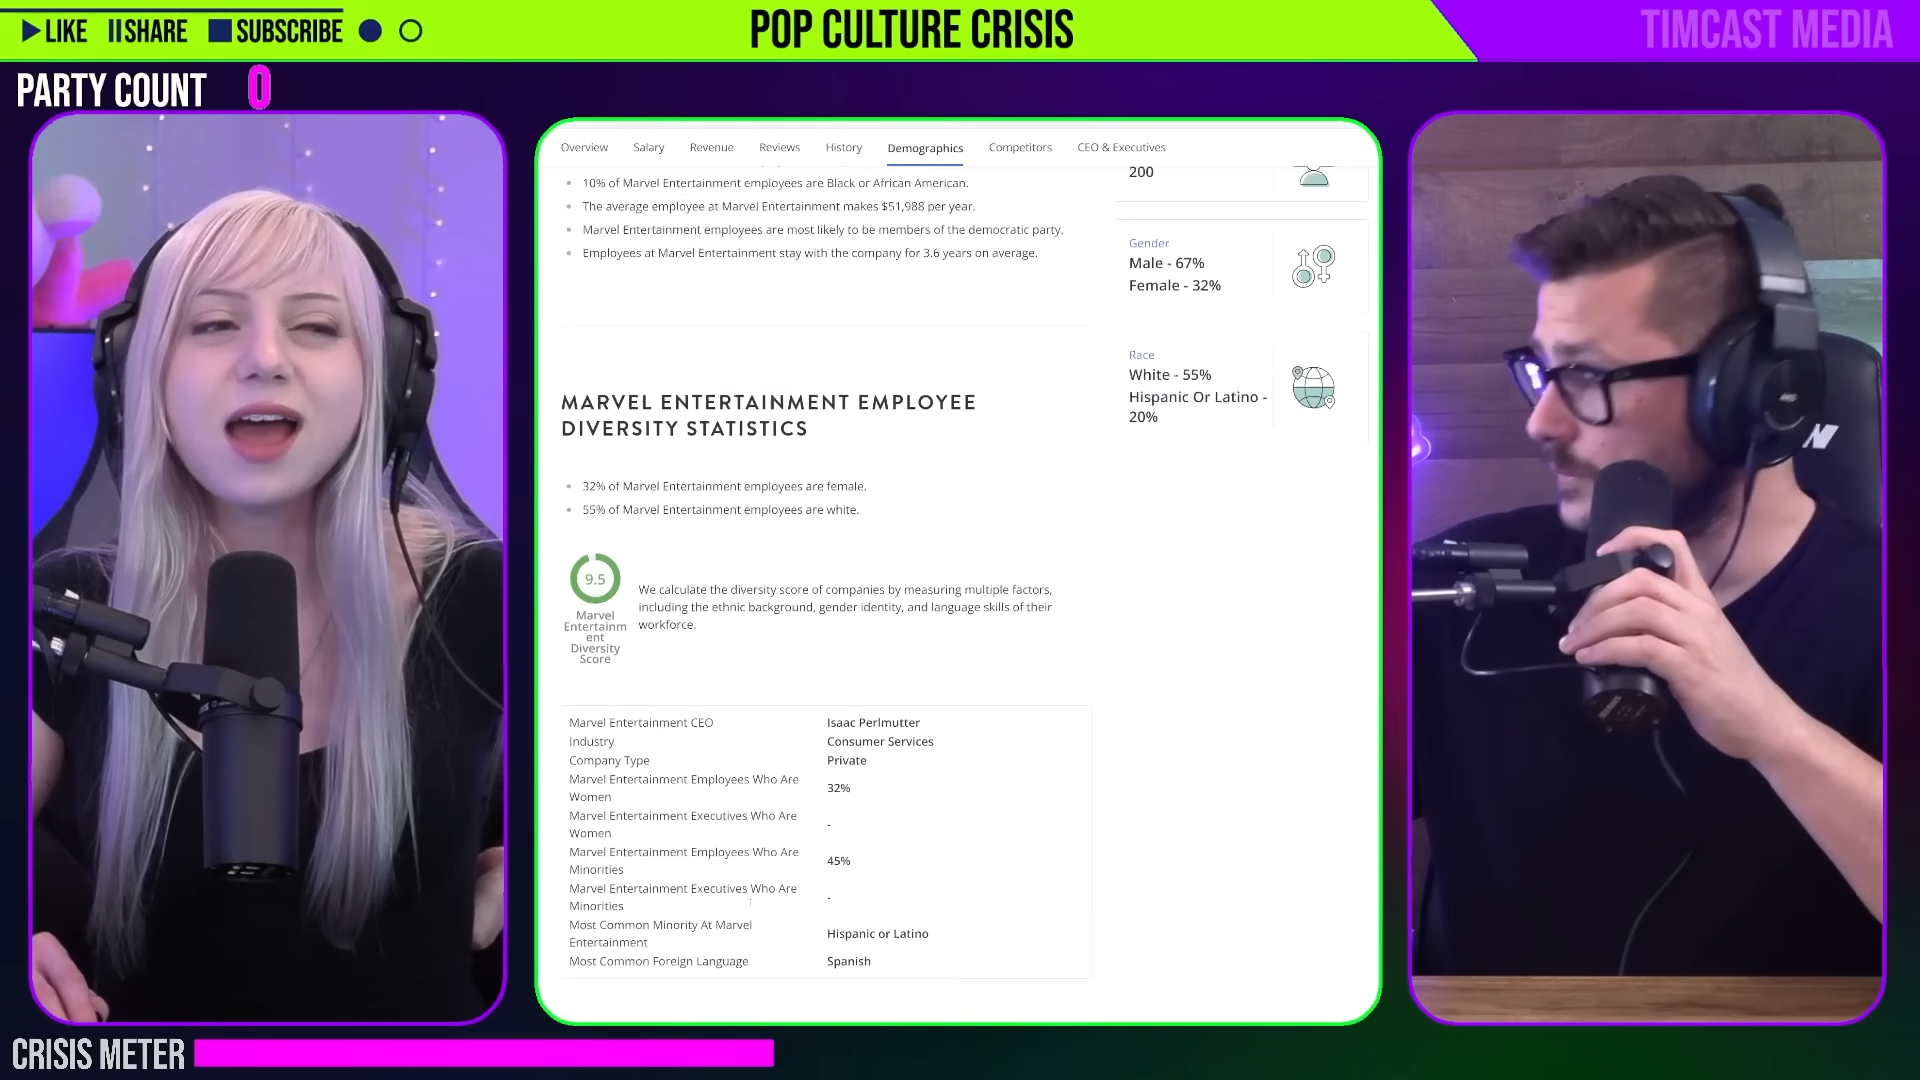 LIKE SHARE SUBSCRIBE
POP CULTURE CRISIS
TIMCAST MEDIA
PARTY COUNT 0
Overview Salary Revenue Reviews History Demographics Competitors CEO & Executives
10% of Marvel Entertainment employees are Black or African American.
The average employee at Marvel Entertainment makes $51,988 per year.
Marvel Entertainment employees are most likely to be members of the democratic party.
Employees at Marvel Entertainment stay with the company for 3.6 years on average.
MARVEL ENTERTAINMENT EMPLOYEE
DIVERSITY STATISTICS
32% of Marvel Entertainment employees are female.
55% of Marvel Entertainment employees are white.
9.5
Marvel
Entertainm
ent
Diversity
Score
We calculate the diversity score of companies by measuring multiple factors,
including the ethnic background, gender identity, and language skills of their
workforce.
Marvel Entertainment CEO Isaac Perlmutter
Industry Consumer Services
Company Type Private
Marvel Entertainment Employees Who Are
Women
32%
Marvel Entertainment Executives Who Are
Women
-
Marvel Entertainment Employees Who Are
Minorities
45%
Marvel Entertainment Executives Who Are
Minorities
-
Most Common Minority At Marvel
Entertainment
Hispanic or Latino
Most Common Foreign Language Spanish
200
Gender
Male - 67%
Female - 32%
Race
White - 55%
Hispanic Or Latino -
20%
CRISIS METER